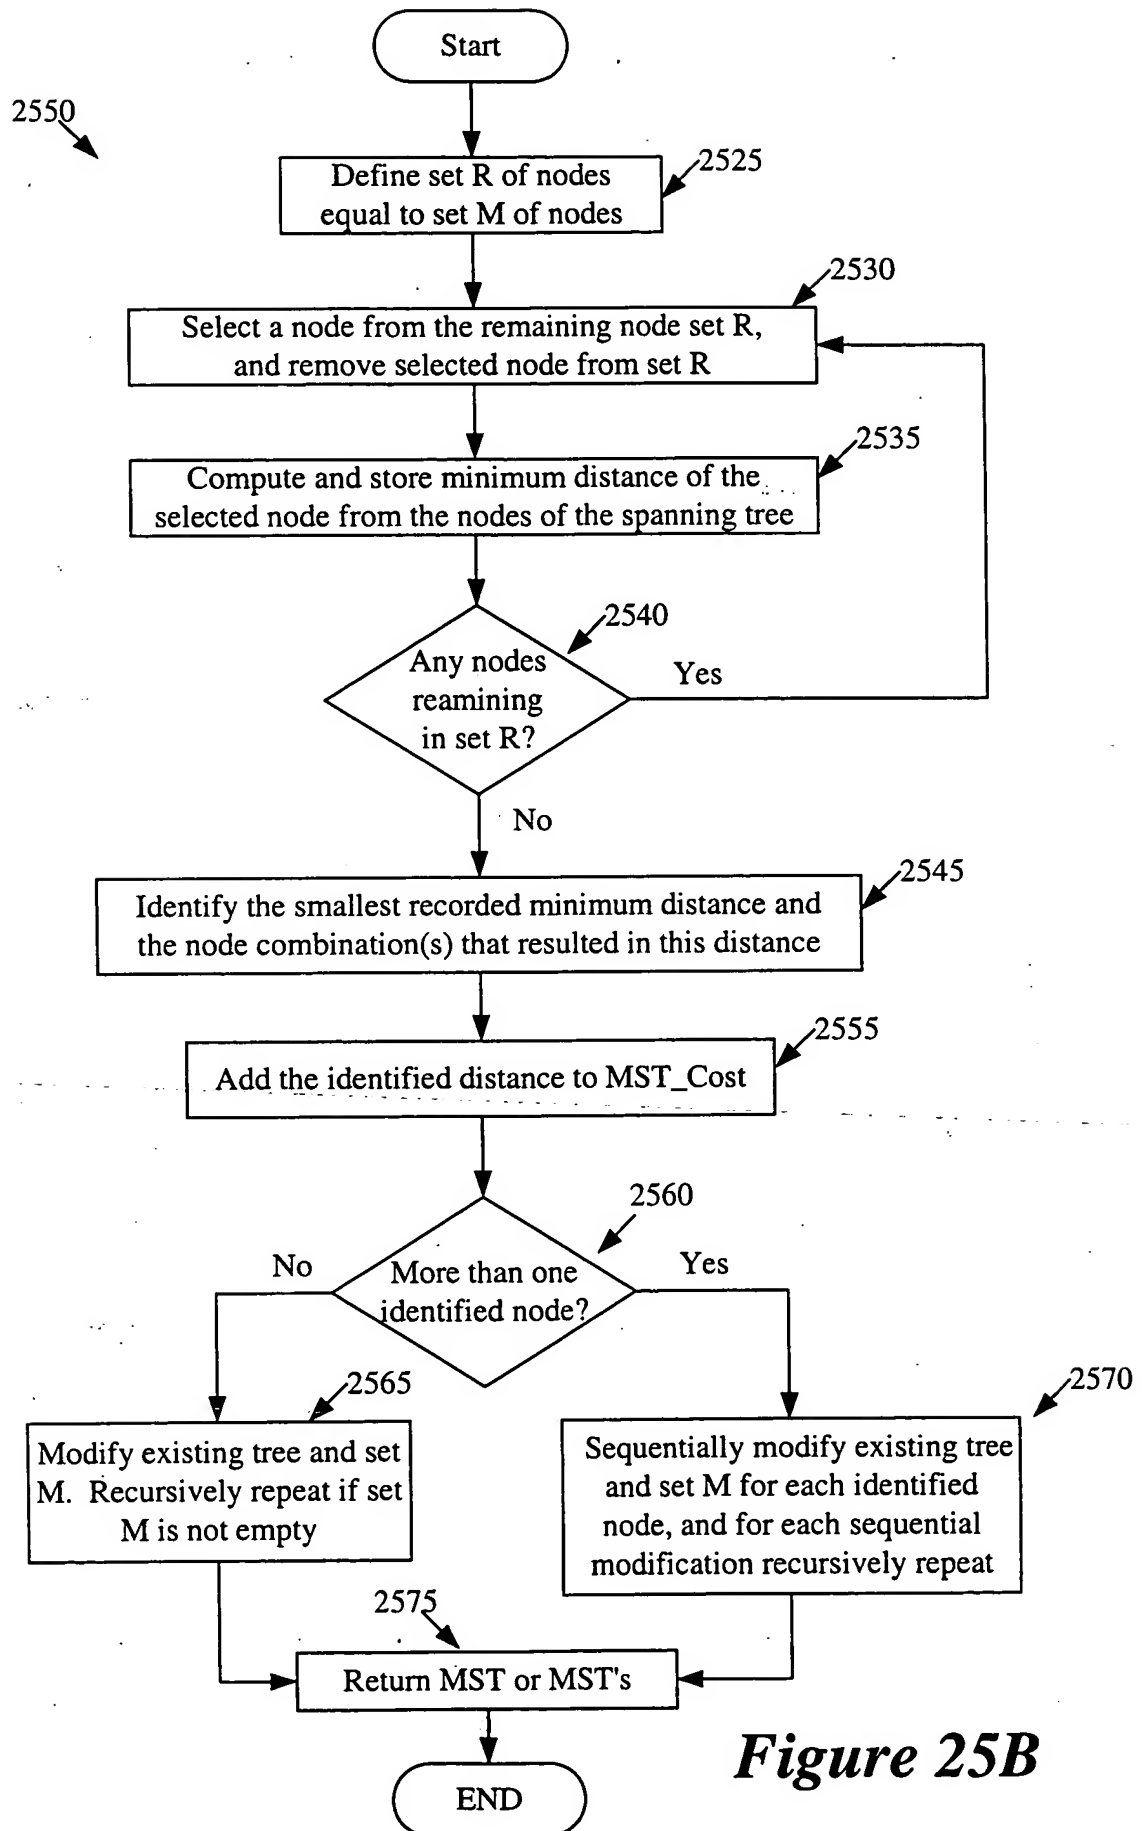 Start
2550
2525
Define set R of nodes
equal to set M of nodes
2530
Select a node from the remaining node set R,
and remove selected node from set R
2535
Compute and store minimum distance of the
selected node from the nodes of the spanning tree
2540
Any nodes
reamining
in set R?
Yes
No
2545
Identify the smallest recorded minimum distance and
the node combination(s) that resulted in this distance
2555
Add the identified distance to MST_Cost
2560
No
More than one
identified node?
Yes
2565
Modify existing tree and set
M. Recursively repeat if set
M is not empty
2570
Sequentially modify existing tree
and set M for each identified
node, and for each sequential
modification recursively repeat
2575
Return MST or MST's
END
Figure 25B